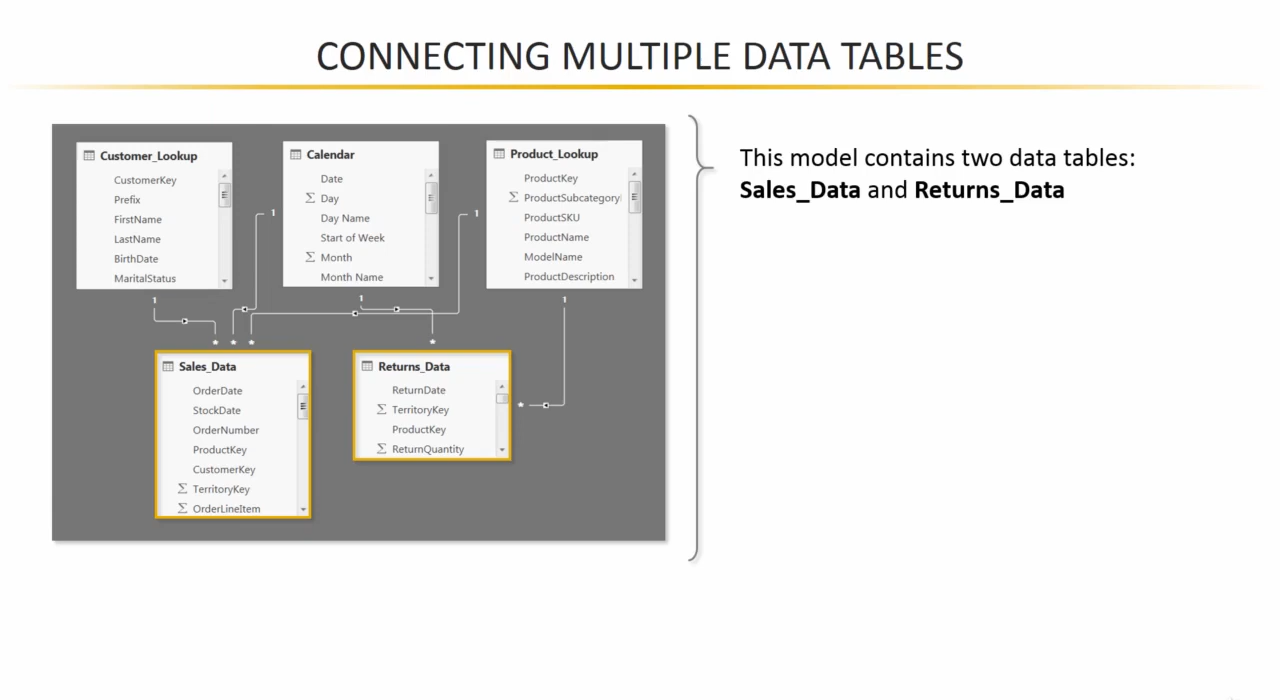 CONNECTING MULTIPLE DATA TABLES
Customer_Lookup
CustomerKey
Prefix
FirstName
LastName
BirthDate
MaritalStatus
Calendar
Date
Σ Day
Day Name
Start of Week
Σ Month
Month Name
Product_Lookup
ProductKey
Σ ProductSubcategory
ProductSKU
ProductName
ModelName
ProductDescription
1
1
1
1
1
*
*
*
*
*
Sales_Data
OrderDate
StockDate
OrderNumber
ProductKey
CustomerKey
Σ TerritoryKey
Σ OrderLineItem
Returns_Data
ReturnDate
Σ TerritoryKey
ProductKey
Σ ReturnQuantity
This model contains two data tables:
Sales_Data and Returns_Data